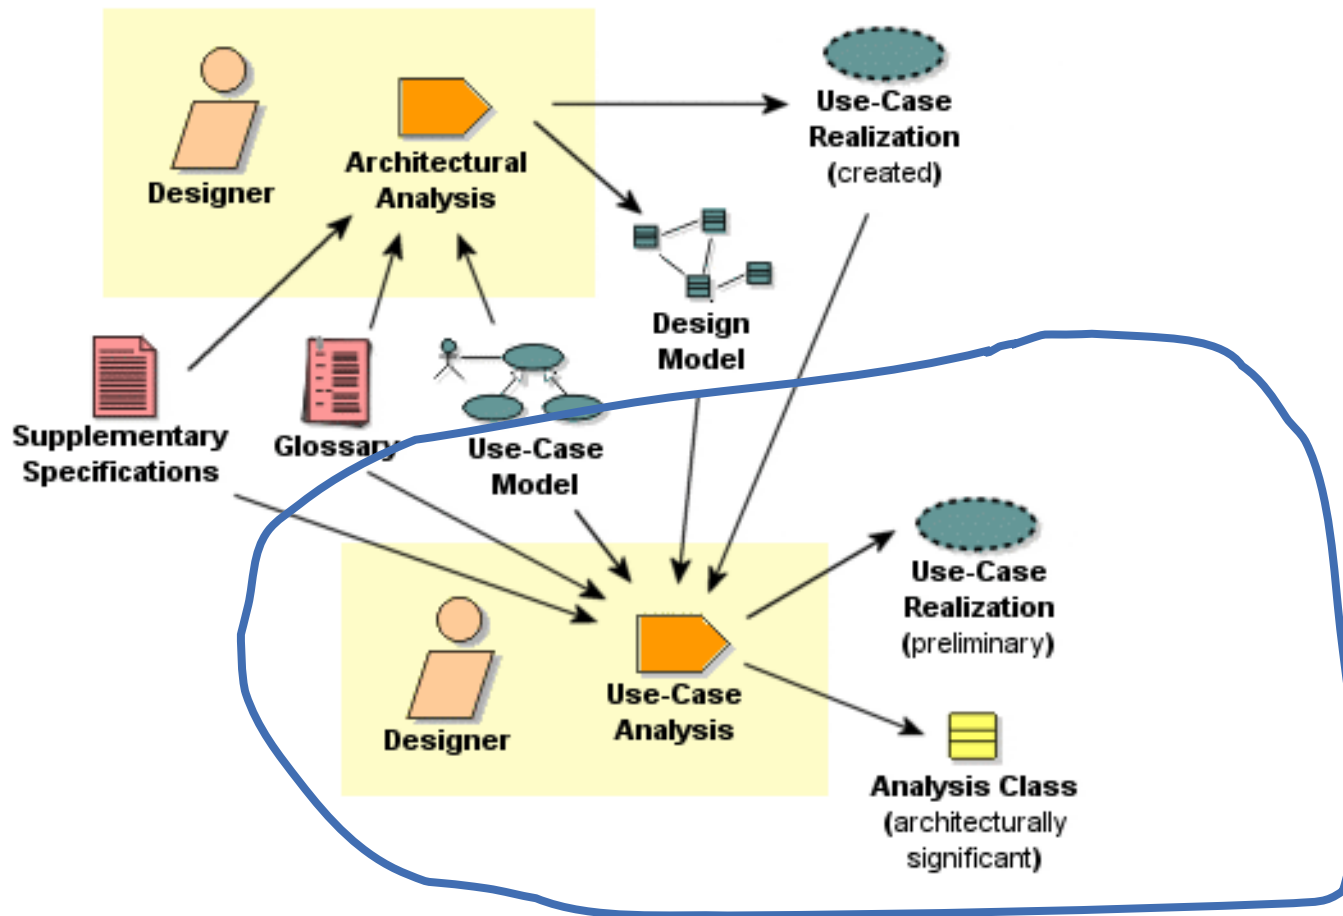 Use-Case
Realization
(created)
Architectural
Analysis
Designer
Design
Model
Supplementary
Specifications
Glossary
Use-Case
Model
Use-Case
Realization
(preliminary)
Use-Case
Analysis
Designer
Analysis Class
(architecturally
significant)